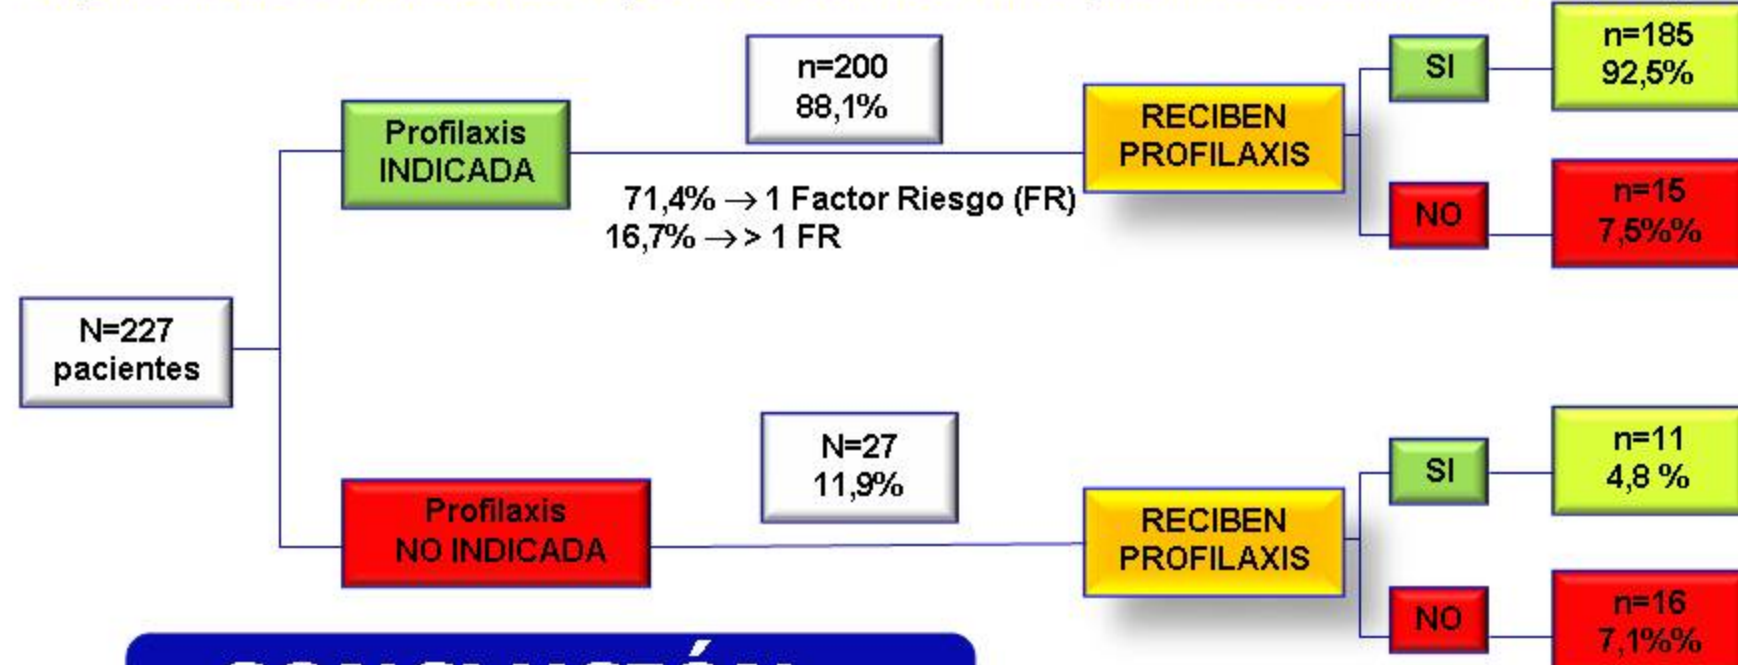 n=200
88,1%
Profilaxis
INDICADA
71,4% → 1 Factor Riesgo (FR)
16,7% → > 1 FR
RECIBEN
PROFILAXIS
SI
n=185
92,5%
NO
n=15
7,5%%
N=227
pacientes
N=27
11,9%
Profilaxis
NO INDICADA
RECIBEN
PROFILAXIS
SI
n=11
4,8 %
NO
n=16
7,1%%
CONCLUSIÓN